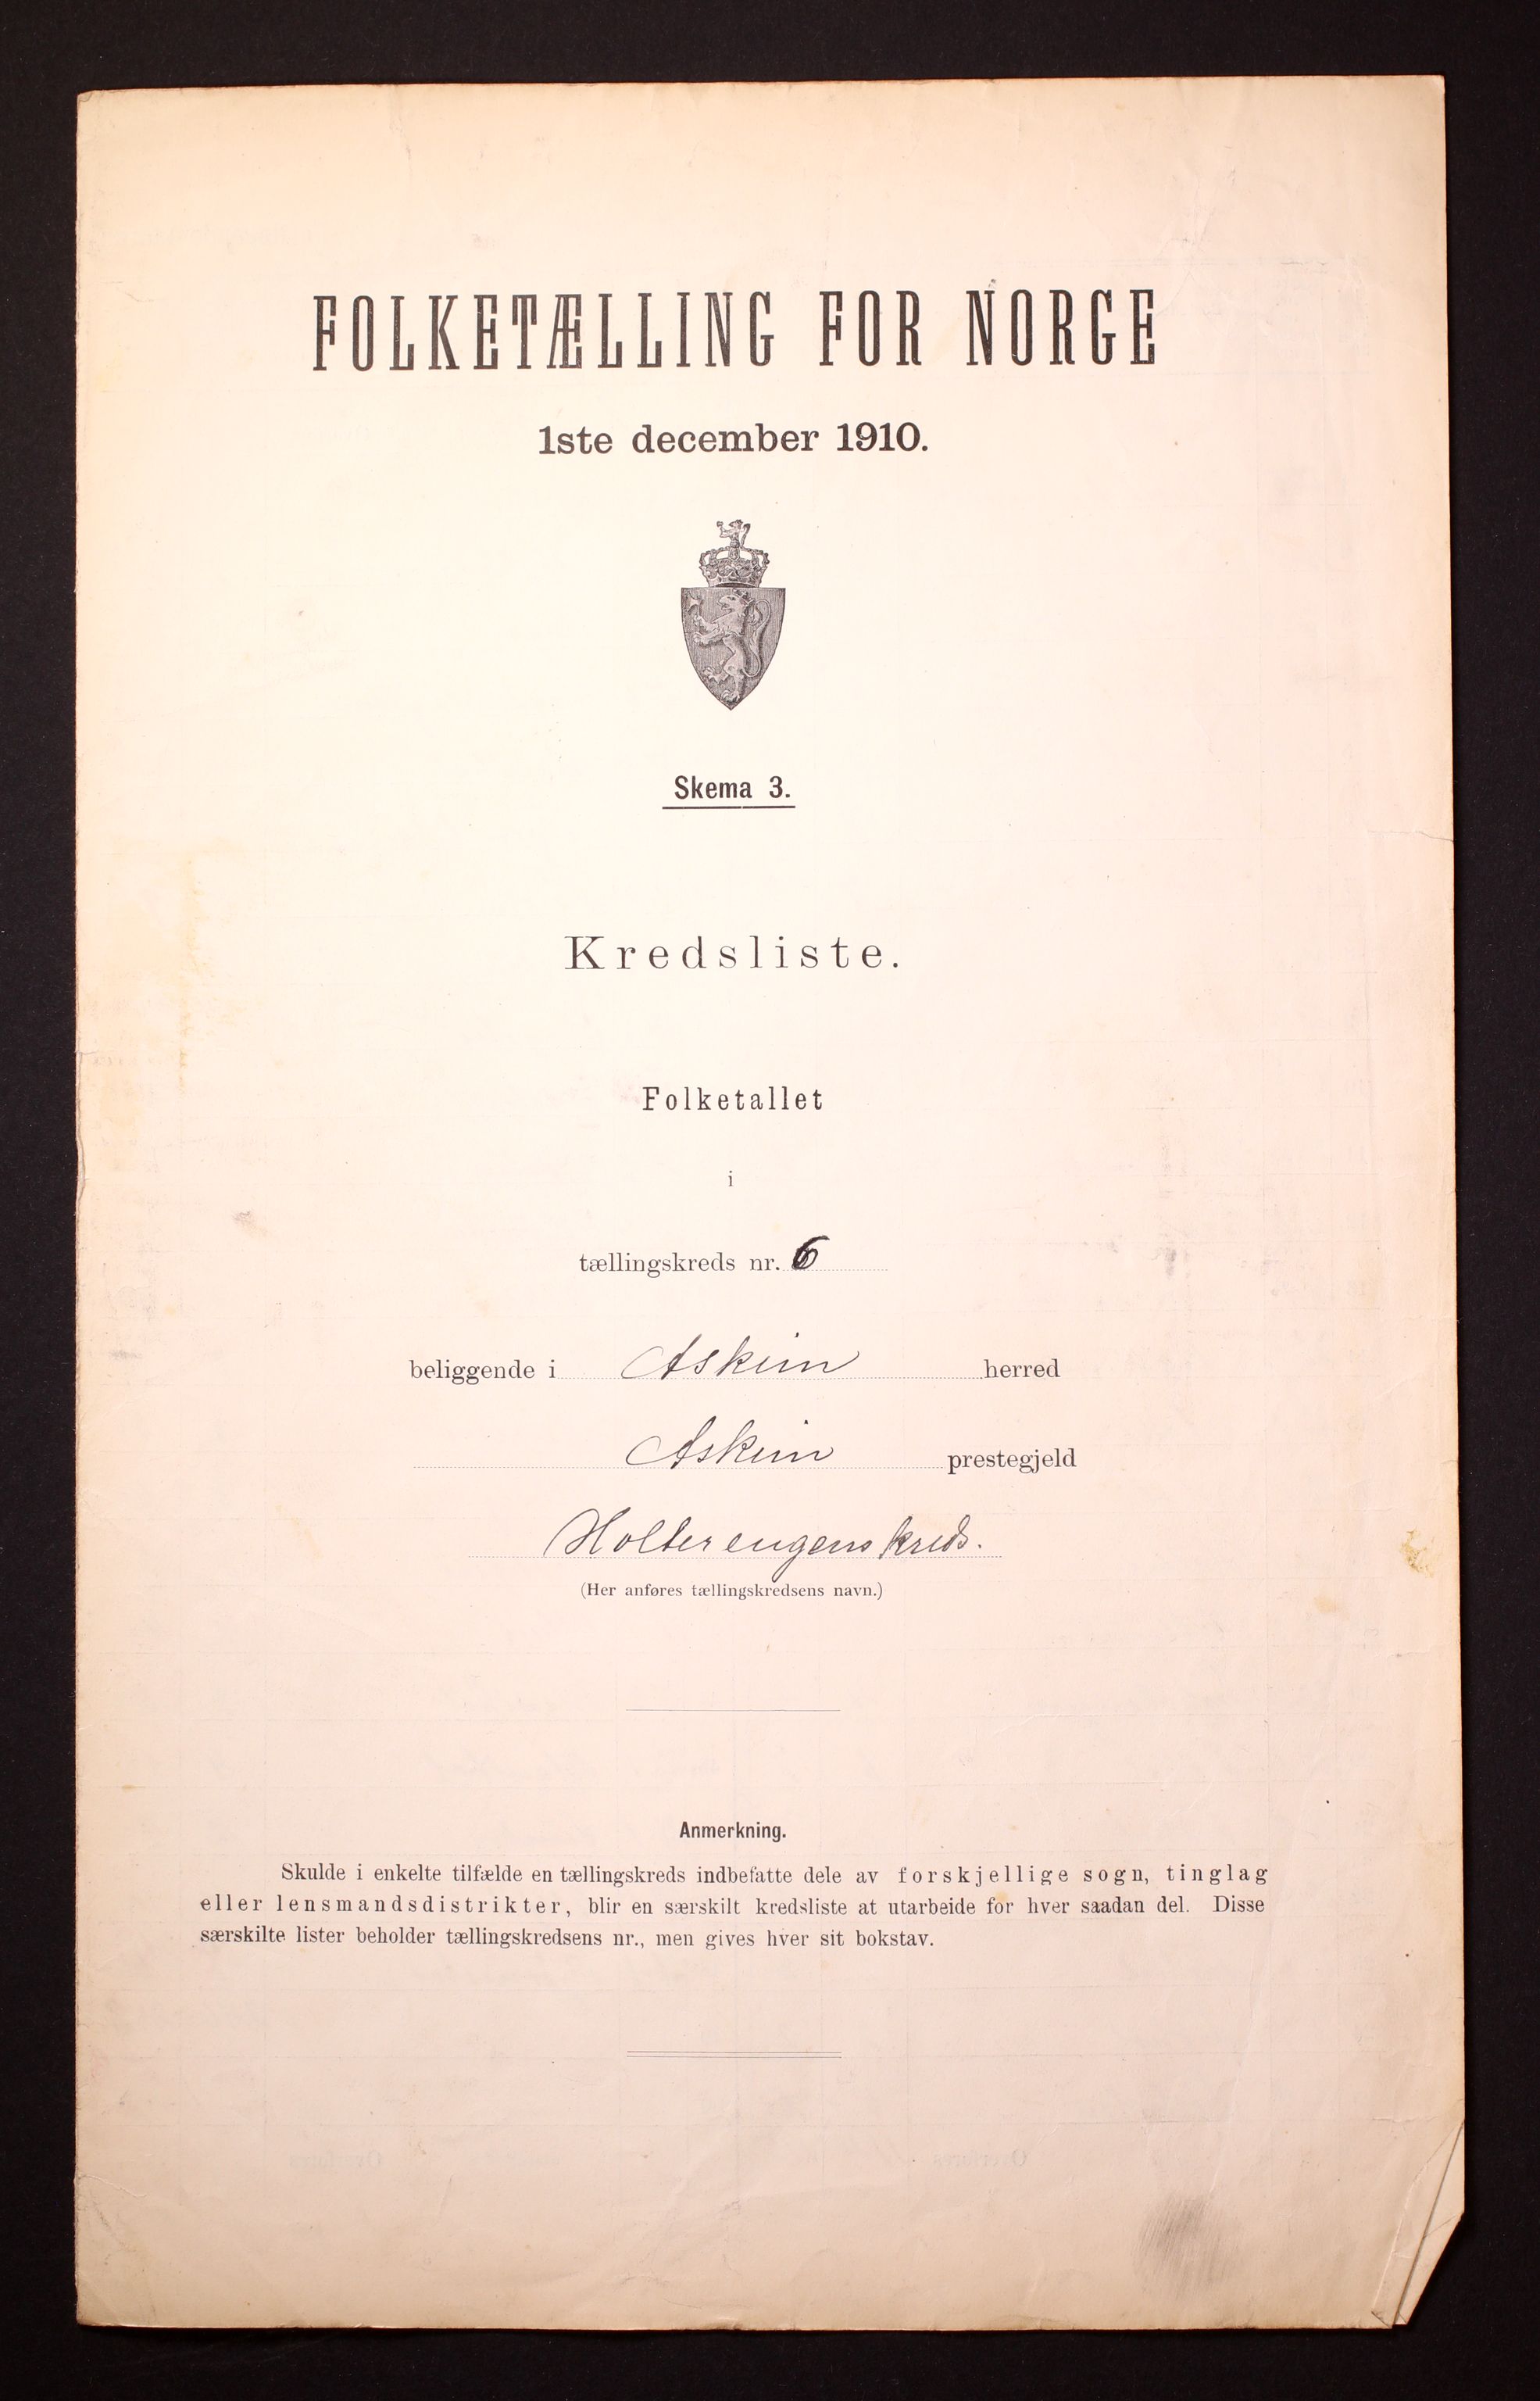 FOLKETÆLLING FOR NORGE
1ste december 1910.
Skema 3.
Kredsliste.
Folketallet
i
tællingskreds nr. 6
beliggende i Askim herred
Askim prestegjeld
Holterengens kreds.
(Her anføres tællingskredsens navn.)
Anmerkning.
Skulde i enkelte tilfælde en tællingskreds indbefatte dele av forskjellige sogn, tinglag
eller lensmandsdistrikter, blir en særskilt kredsliste at utarbeide for hver saadan del. Disse
særskilte lister beholder tællingskredsens nr., men gives hver sit bokstav.